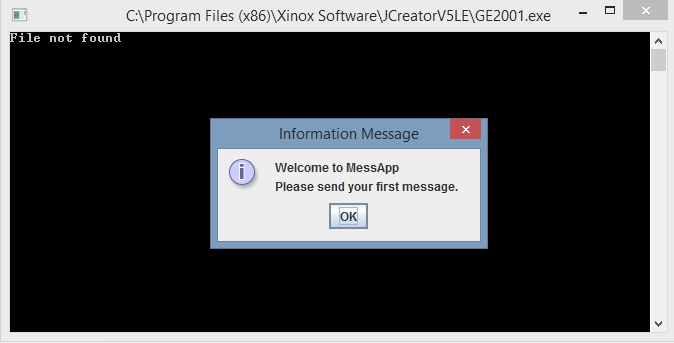 C:\Program Files (x86)\Xinox Software\JCreatorV5LE\GE2001.exe
File not found
Information Message
Welcome to MessApp
Please send your first message.
OK